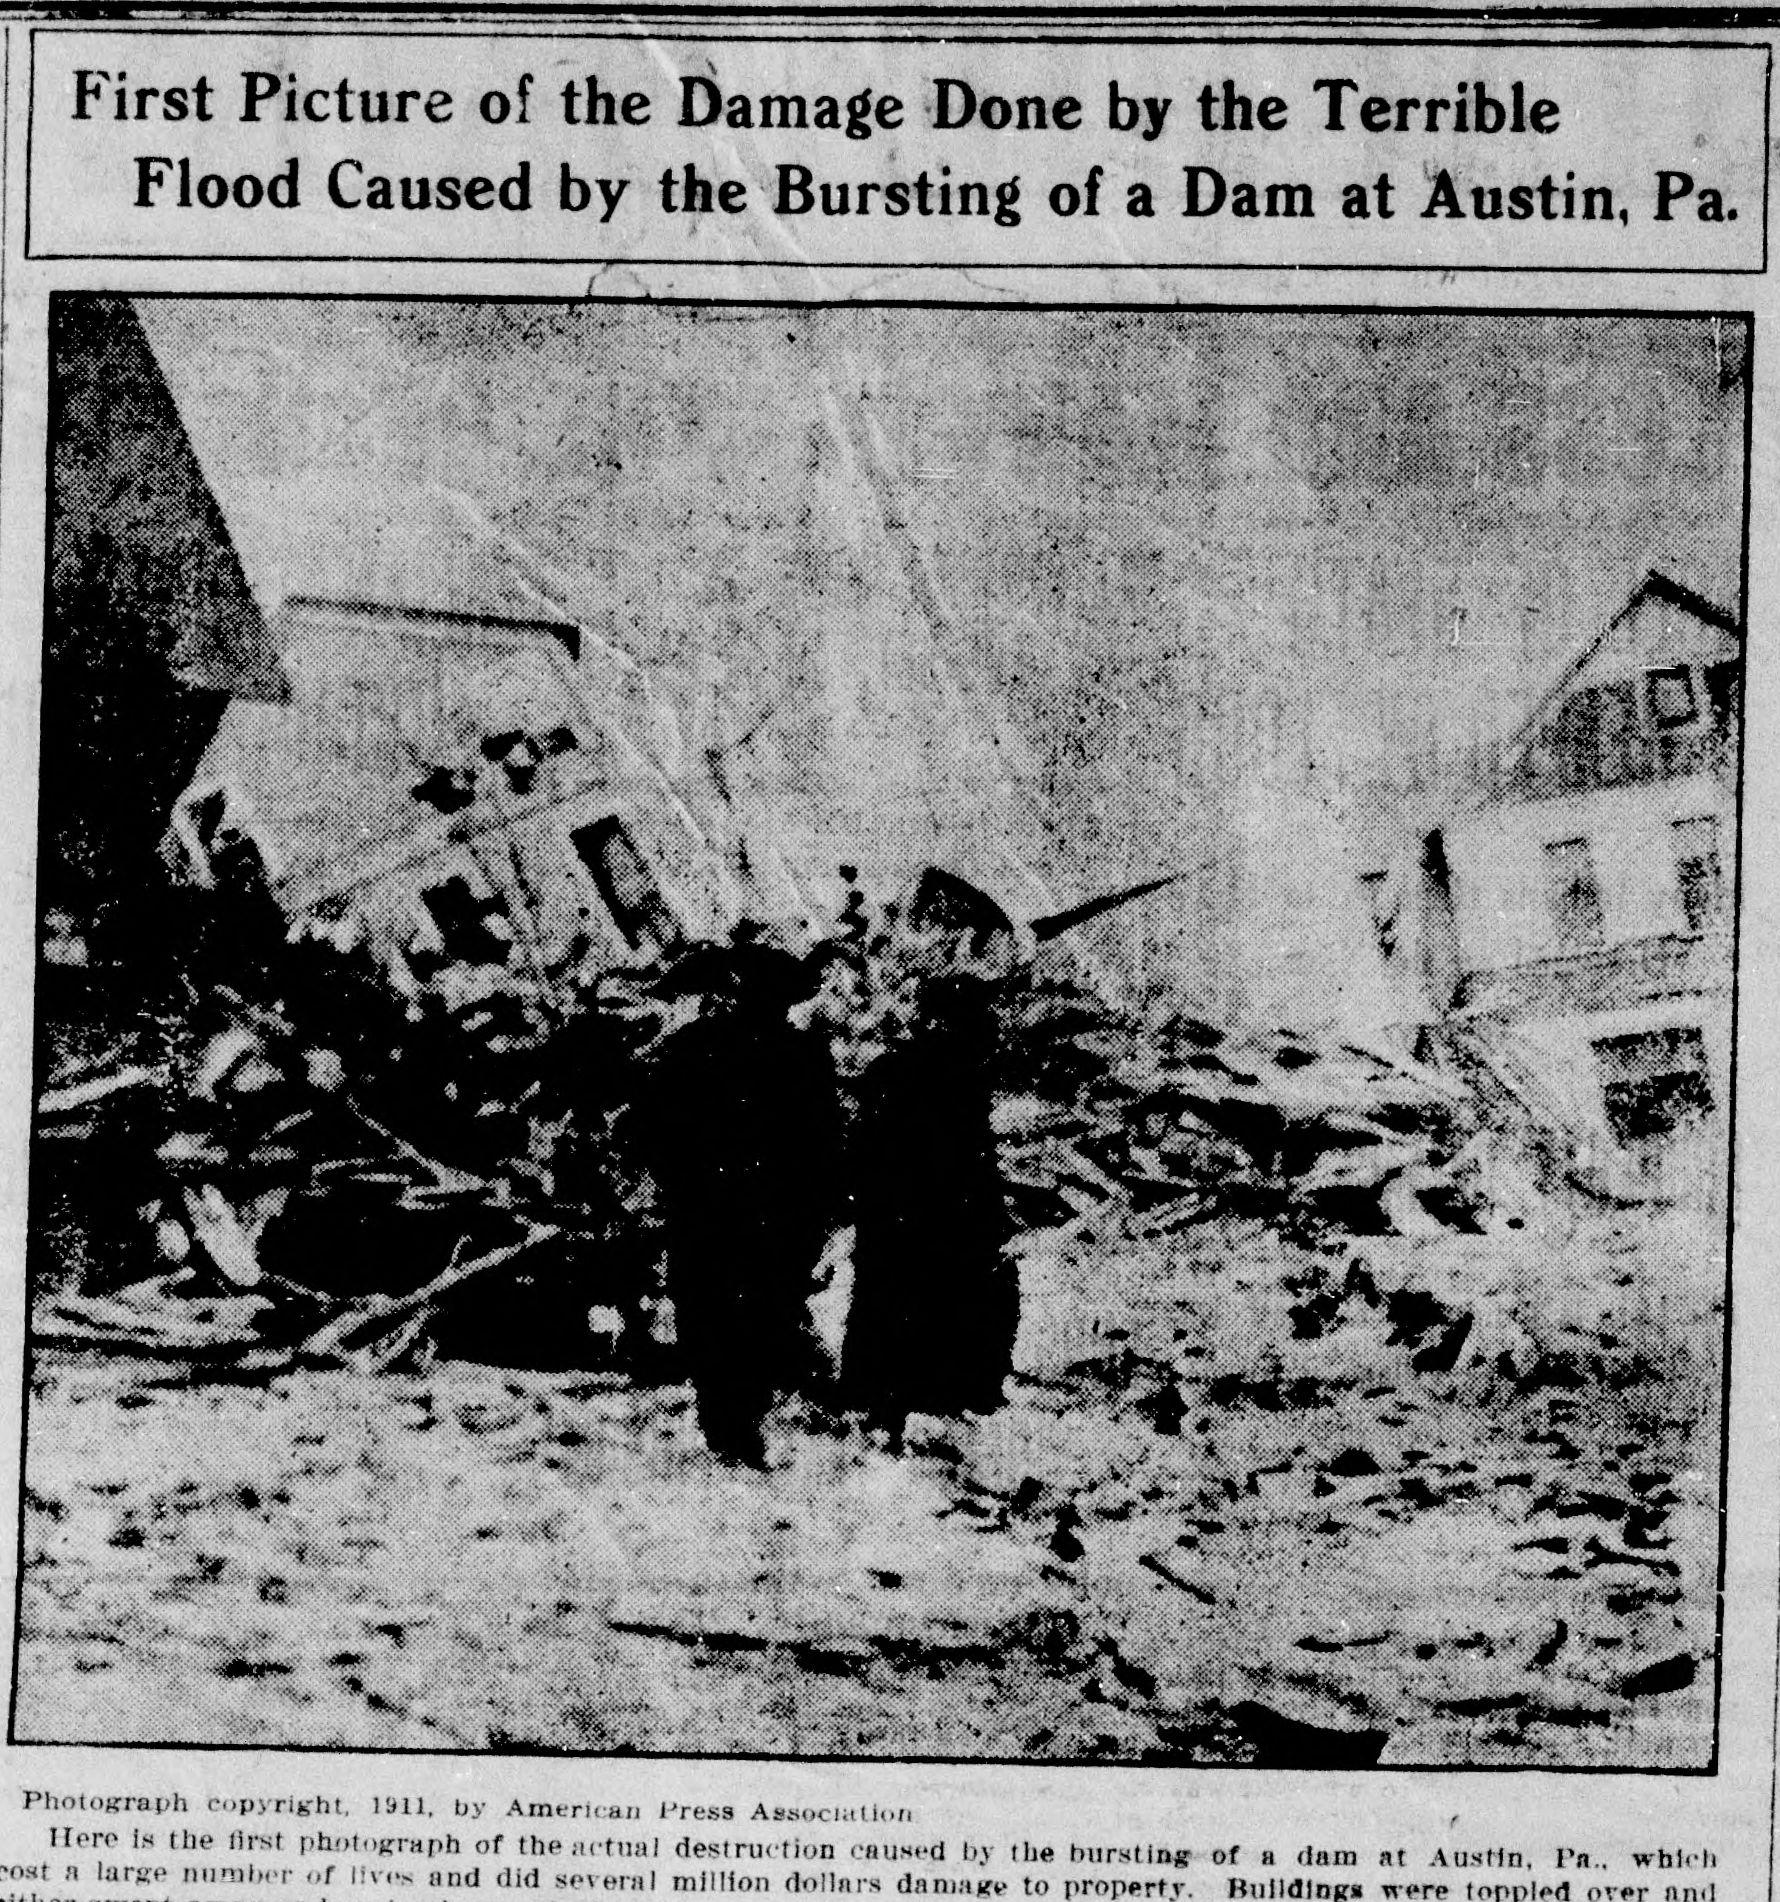 First Picture of the Damage Done by the Terrible
Flood Caused by the Bursting of a Dam at Austin, Pa.
Photograph copyright, 1911, by American Press Association
Here is the first photograph of the actual destruction caused by the bursting of a dam at Austin, Pa., which
cost a large number of lives and did several million dollars damage to property. Buildings were toppled over and